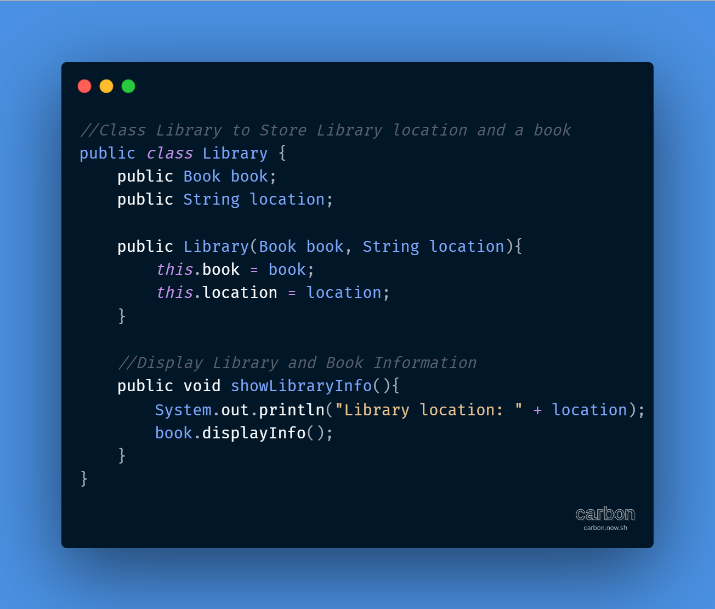 //Class Library to Store Library location and a book
public class Library {
    public Book book;
    public String location;

    public Library(Book book, String location){
        this.book = book;
        this.location = location;
    }

    //Display Library and Book Information
    public void showLibraryInfo(){
        System.out.println("Library location: " + location);
        book.displayInfo();
    }
}
carbon
carbon.now.sh